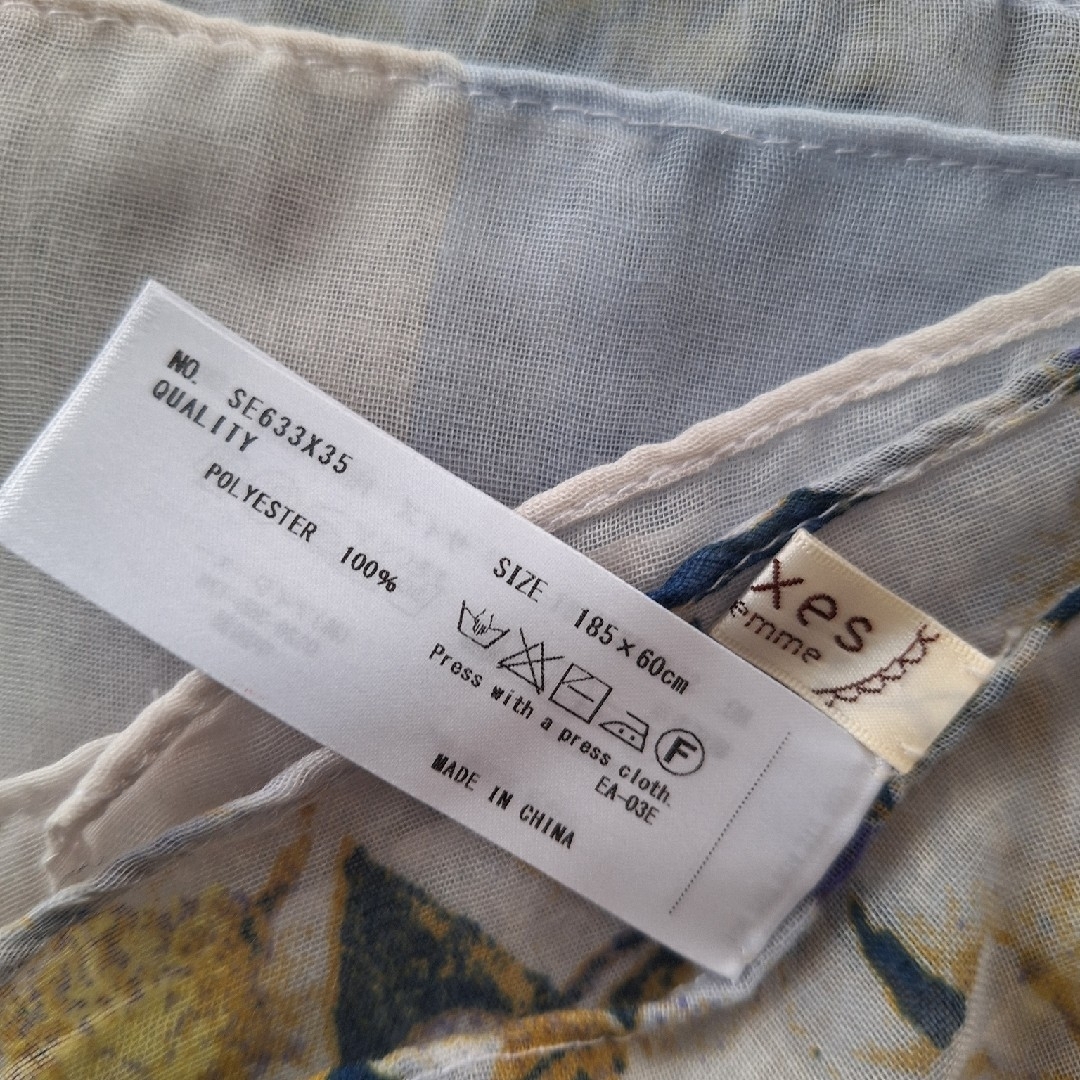 NO. SE633X35
QUALITY
POLYESTER 100%
SIZE 185×60cm
F
Press with a press cloth.
EA-03E
MADE IN CHINA
xes
emme